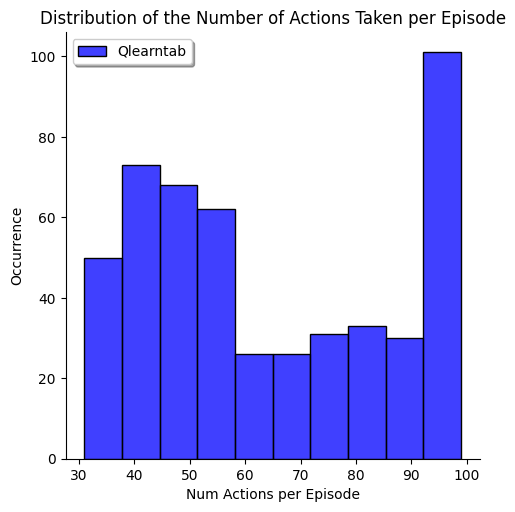 Distribution of the Number of Actions Taken per Episode
Qlearntab
100
80
60
40
20
0
Occurrence
30 40 50 60 70 80 90 100
Num Actions per Episode